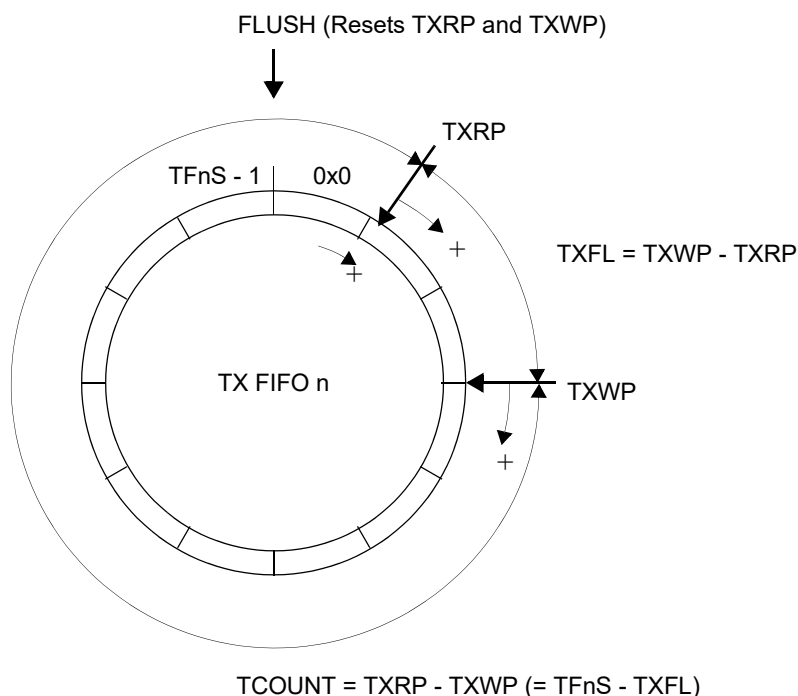 FLUSH (Resets TXRP and TXWP)
TXRP
TFnS - 1
0x0
+
+
TXFL = TXWP - TXRP
TX FIFO n
TXWP
+
TCOUNT = TXRP - TXWP (= TFnS - TXFL)